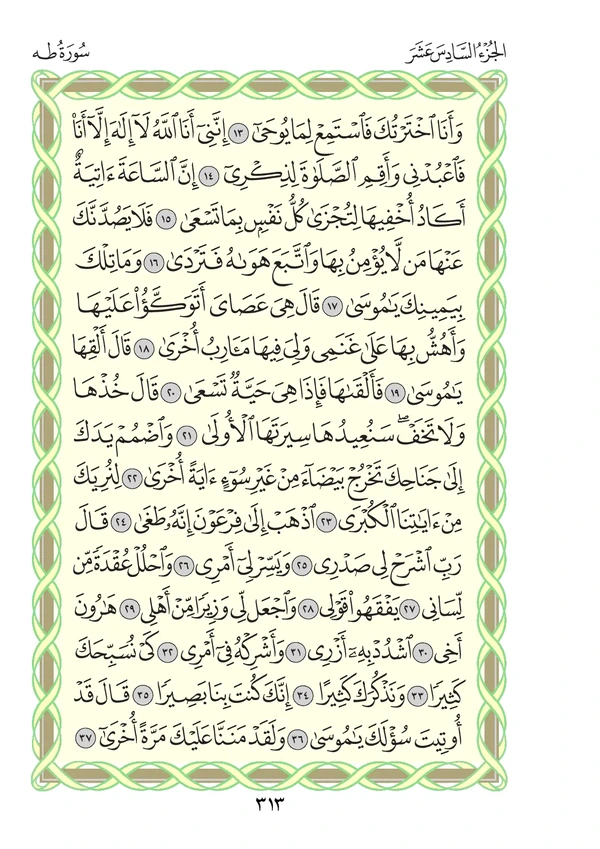 الجُزْءُ السَّادِسَ عَشَرَ
سُورَةُ طه
وَأَنَا ٱخْتَرْتُكَ فَٱسْتَمِعْ لِمَا يُوحَىٰٓ ١٣ إِنَّنِىٓ أَنَا ٱللَّهُ لَآ إِلَٰهَ إِلَّآ أَنَا۠
فَٱعْبُدْنِى وَأَقِمِ ٱلصَّلَوٰةَ لِذِكْرِىٓ ١٤ إِنَّ ٱلسَّاعَةَ ءَاتِيَةٌ
أَكَادُ أُخْفِيهَا لِتُجْزَىٰ كُلُّ نَفْسٍۭ بِمَا تَسْعَىٰ ١٥ فَلَا يَصُدَّنَّكَ
عَنْهَا مَن لَّا يُؤْمِنُ بِهَا وَٱتَّبَعَ هَوَىٰهُ فَتَرْدَىٰ ١٦ وَمَا تِلْكَ
بِيَمِينِكَ يَٰمُوسَىٰ ١٧ قَالَ هِىَ عَصَاىَ أَتَوَكَّؤُا۟ عَلَيْهَا
وَأَهُشُّ بِهَا عَلَىٰ غَنَمِى وَلِىَ فِيهَا مَـَٔارِبُ أُخْرَىٰ ١٨ قَالَ أَلْقِهَا
يَٰمُوسَىٰ ١٩ فَأَلْقَىٰهَا فَإِذَا هِىَ حَيَّةٌ تَسْعَىٰ ٢٠ قَالَ خُذْهَا
وَلَا تَخَفْ ۖ سَنُعِيدُهَا سِيرَتَهَا ٱلْأُولَىٰ ٢١ وَٱضْمُمْ يَدَكَ
إِلَىٰ جَنَاحِكَ تَخْرُجْ بَيْضَآءَ مِنْ غَيْرِ سُوٓءٍ ءَايَةً أُخْرَىٰ ٢٢ لِنُرِيَكَ
مِنْ ءَايَٰتِنَا ٱلْكُبْرَى ٢٣ ٱذْهَبْ إِلَىٰ فِرْعَوْنَ إِنَّهُۥ طَغَىٰ ٢٤ قَالَ
رَبِّ ٱشْرَحْ لِى صَدْرِى ٢٥ وَيَسِّرْ لِىٓ أَمْرِى ٢٦ وَٱحْلُلْ عُقْدَةً مِّن
لِّسَانِى ٢٧ يَفْقَهُوا۟ قَوْلِى ٢٨ وَٱجْعَل لِّى وَزِيرًا مِّنْ أَهْلِى ٢٩ هَٰرُونَ
أَخِى ٣٠ ٱشْدُدْ بِهِۦٓ أَزْرِى ٣١ وَأَشْرِكْهُ فِىٓ أَمْرِى ٣٢ كَىْ نُسَبِّحَكَ
كَثِيرًا ٣٣ وَنَذْكُرَكَ كَثِيرًا ٣٤ إِنَّكَ كُنتَ بِنَا بَصِيرًا ٣٥ قَالَ قَدْ
أُوتِيتَ سُؤْلَكَ يَٰمُوسَىٰ ٣٦ وَلَقَدْ مَنَنَّا عَلَيْكَ مَرَّةً أُخْرَىٰٓ ٣٧
٣١٣